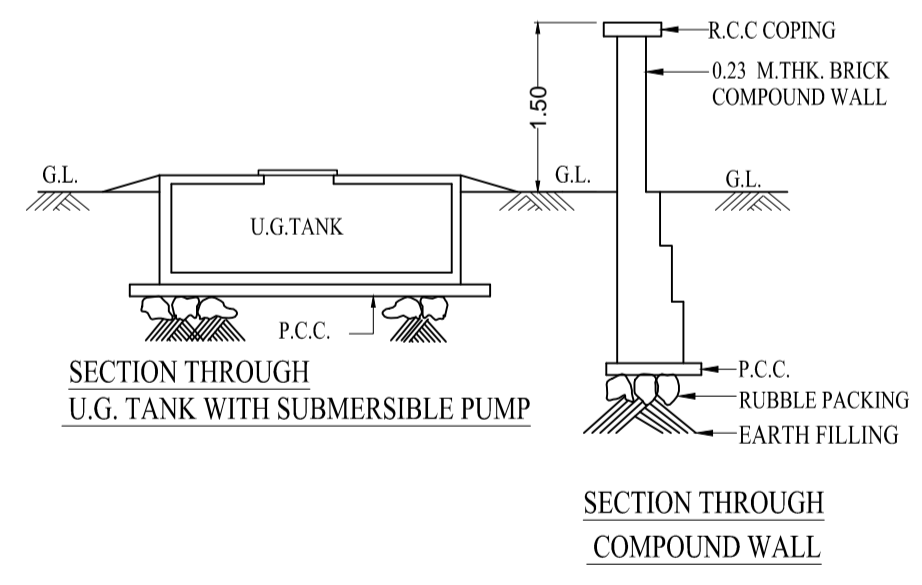 R.C.C COPING
0.23 M.THK. BRICK
COMPOUND WALL
1.50
G.L.
G.L.
G.L.
U.G.TANK
P.C.C.
SECTION THROUGH
U.G. TANK WITH SUBMERSIBLE PUMP
P.C.C.
RUBBLE PACKING
EARTH FILLING
SECTION THROUGH
COMPOUND WALL